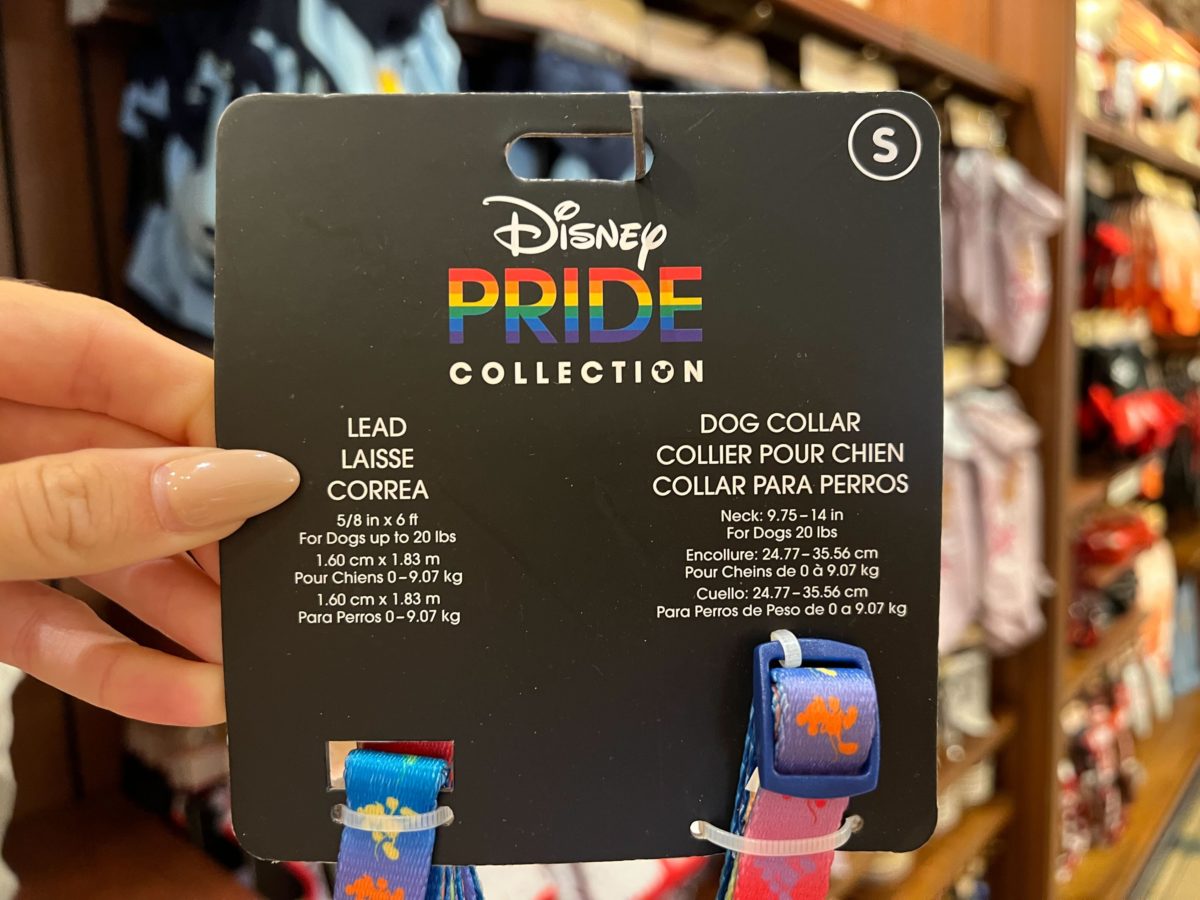 S
Disney
PRIDE
COLLECTION
LEAD
LAISSE
CORREA
5/8 in x 6 ft
For Dogs up to 20 lbs
1.60 cm x 1.83 m
Pour Chiens 0–9.07 kg
1.60 cm x 1.83 m
Para Perros 0–9.07 kg
DOG COLLAR
COLLIER POUR CHIEN
COLLAR PARA PERROS
Neck: 9.75–14 in
For Dogs 20 lbs
Encollure: 24.77–35.56 cm
Pour Cheins de 0 à 9.07 kg
Cuello: 24.77–35.56 cm
Para Perros de Peso de 0 a 9.07 kg